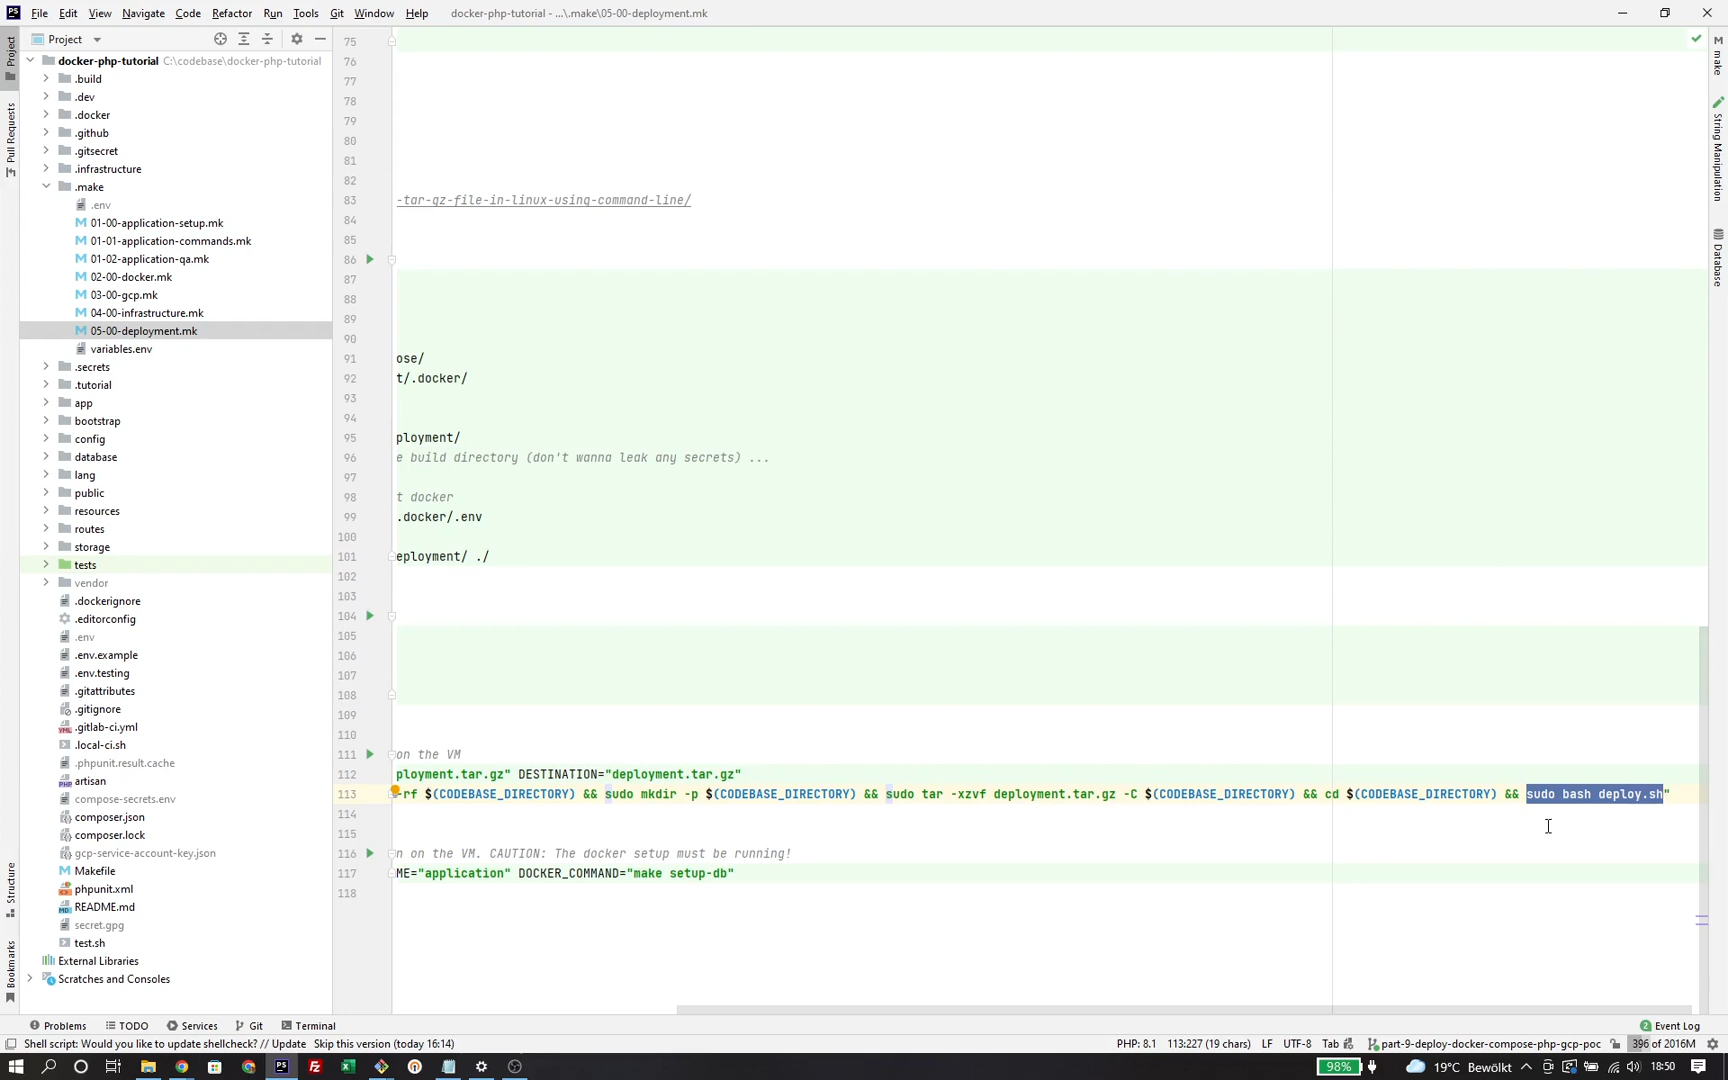 File Edit View Navigate Code Refactor Run Tools Git Window Help docker-php-tutorial - ...\.make\05-00-deployment.mk
Project
docker-php-tutorial C:\codebase\docker-php-tutorial
.build
.dev
.docker
.github
.gitsecret
.infrastructure
.make
.env
01-00-application-setup.mk
01-01-application-commands.mk
01-02-application-qa.mk
02-00-docker.mk
03-00-gcp.mk
04-00-infrastructure.mk
05-00-deployment.mk
variables.env
.secrets
.tutorial
app
bootstrap
config
database
lang
public
resources
routes
storage
tests
vendor
.dockerignore
.editorconfig
.env
.env.example
.env.testing
.gitattributes
.gitignore
.gitlab-ci.yml
.local-ci.sh
.phpunit.result.cache
artisan
compose-secrets.env
composer.json
composer.lock
gcp-service-account-key.json
Makefile
phpunit.xml
README.md
secret.gpg
test.sh
External Libraries
Scratches and Consoles
Project
Pull Requests
Structure
Bookmarks
75
76
77
78
79
80
81
82
83 -tar-gz-file-in-linux-using-command-line/
84
85
86
87
88
89
90
91 ose/
92 t/.docker/
93
94
95 ployment/
96 e build directory (don't wanna leak any secrets) ...
97
98 t docker
99 .docker/.env
100
101 eployment/ ./
102
103
104
105
106
107
108
109
110
111 on the VM
112 ployment.tar.gz" DESTINATION="deployment.tar.gz"
113 -rf $(CODEBASE_DIRECTORY) && sudo mkdir -p $(CODEBASE_DIRECTORY) && sudo tar -xzvf deployment.tar.gz -C $(CODEBASE_DIRECTORY) && cd $(CODEBASE_DIRECTORY) && sudo bash deploy.sh"
114
115
116 n on the VM. CAUTION: The docker setup must be running!
117 ME="application" DOCKER_COMMAND="make setup-db"
118
make
String Manipulation
Database
Problems TODO Services Git Terminal 2 Event Log
Shell script: Would you like to update shellcheck? // Update Skip this version (today 16:14) PHP: 8.1 113:227 (19 chars) LF UTF-8 Tab part-9-deploy-docker-compose-php-gcp-poc 396 of 2016M
98% 19°C Bewölkt 18:50